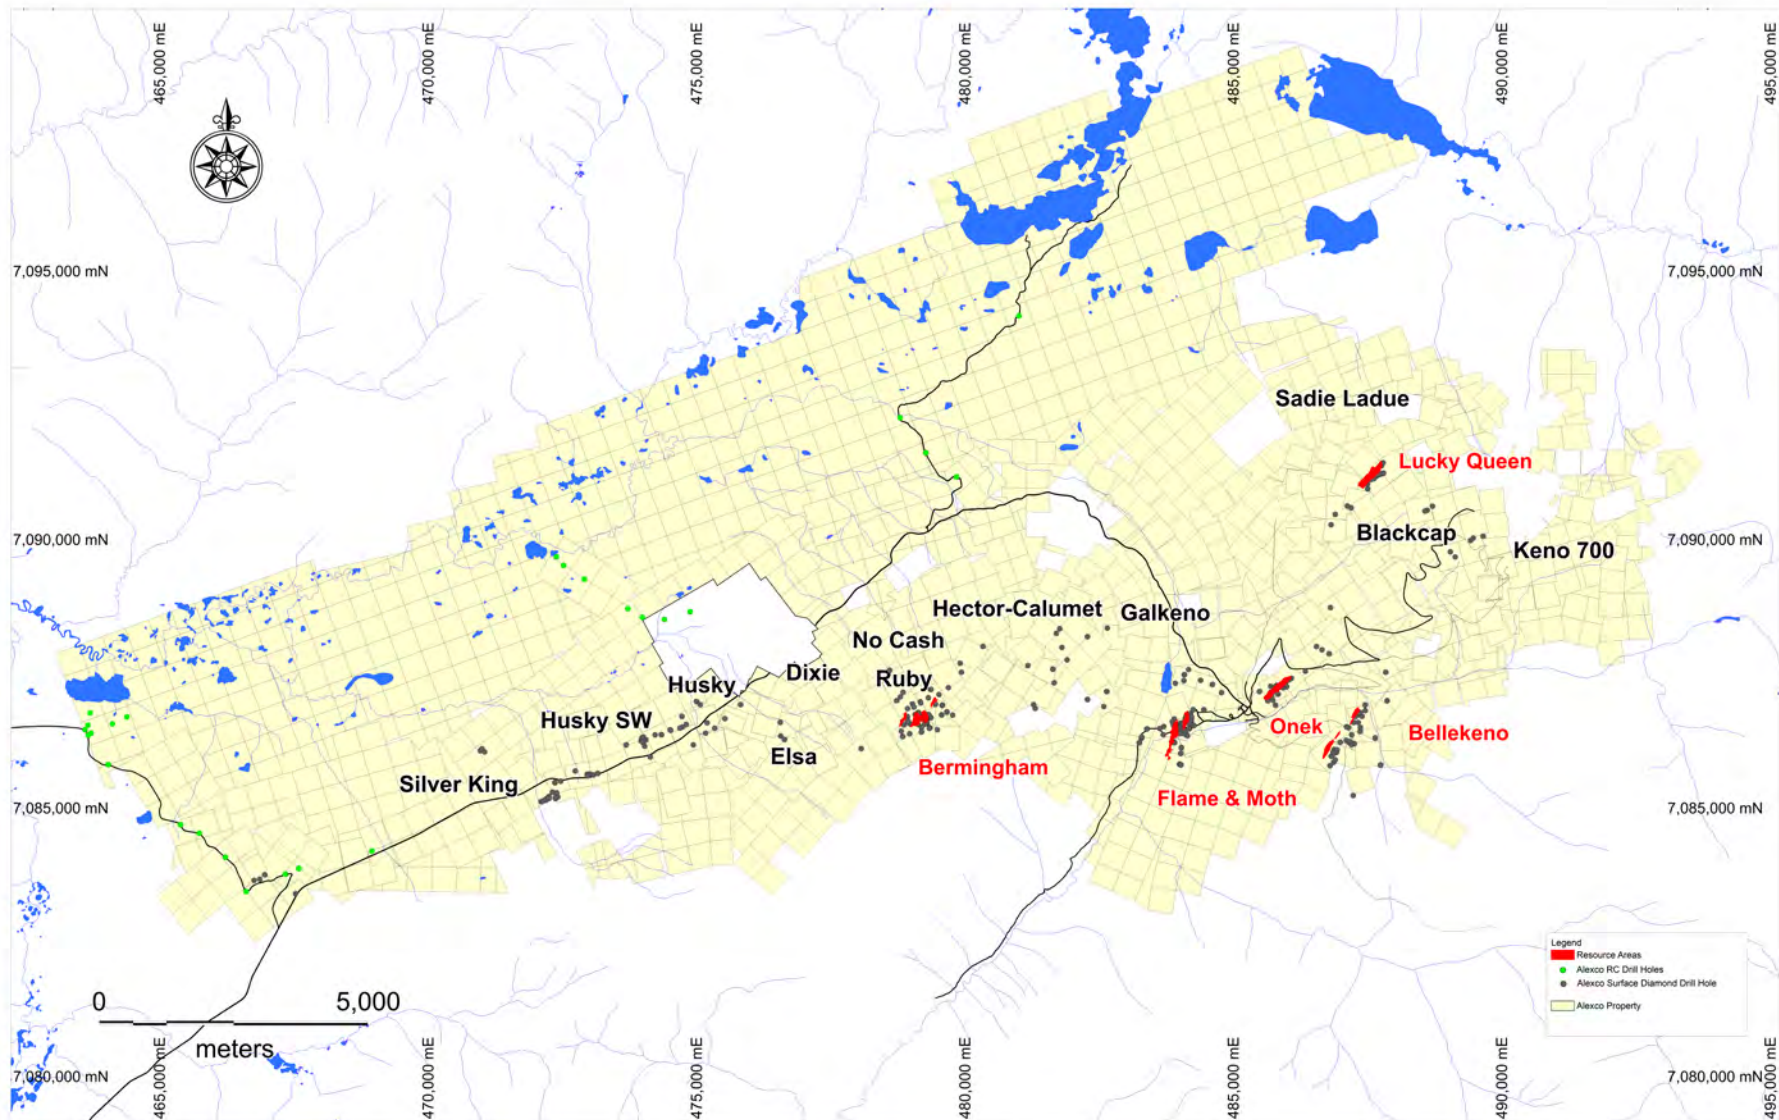 465,000 mE
470,000 mE
475,000 mE
480,000 mE
485,000 mE
490,000 mE
495,000 mE
7,095,000 mN
7,095,000 mN
Sadie Ladue
Lucky Queen
Blackcap
7,090,000 mN
7,090,000 mN
Keno 700
Hector-Calumet
Galkeno
No Cash
Dixie
Ruby
Husky
Husky SW
Onek
Bellekeno
Elsa
Bermingham
Silver King
Flame & Moth
7,085,000 mN
7,085,000 mN
Legend
Resource Areas
Alexco RC Drill Holes
Alexco Surface Diamond Drill Hole
Alexco Property
0
5,000
meters
7,080,000 mN
7,080,000 mN
465,000 mE
470,000 mE
475,000 mE
480,000 mE
485,000 mE
490,000 mE
495,000 mE